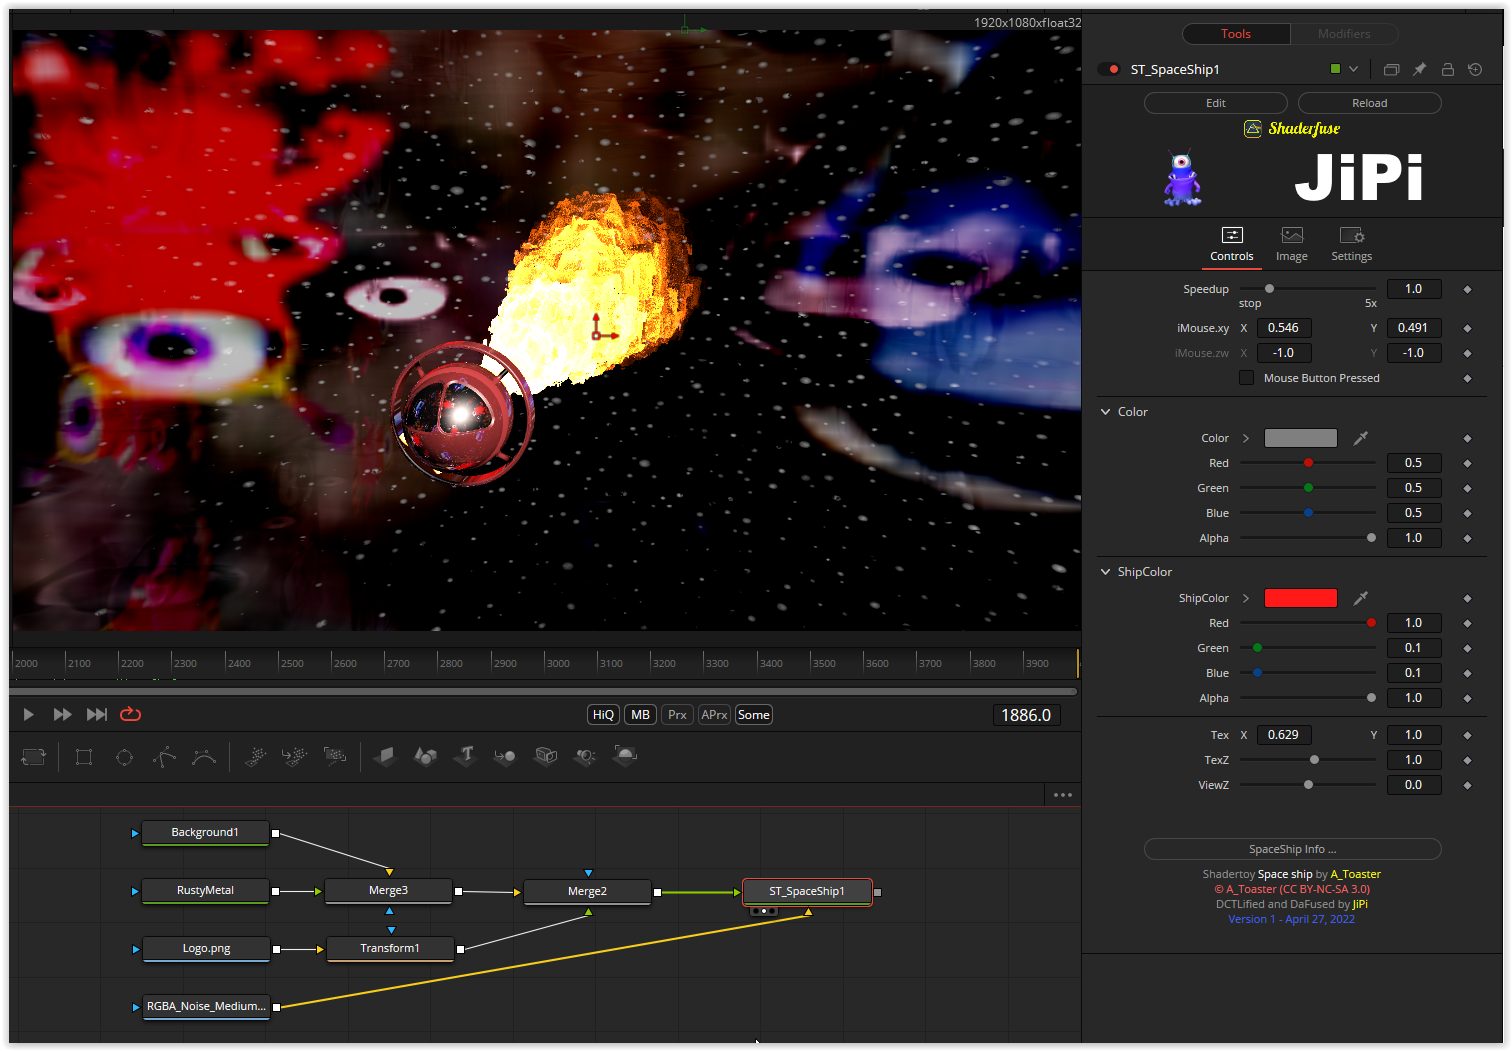 1920x1080xfloat32
Tools Modifiers
ST_SpaceShip1
Edit Reload
Shaderfuse
JiPi
Controls Image Settings
Speedup 1.0
stop 5x
iMouse.xy X 0.546 Y 0.491
iMouse.zw X -1.0 Y -1.0
Mouse Button Pressed
Color
Color
Red 0.5
Green 0.5
Blue 0.5
Alpha 1.0
ShipColor
ShipColor
Red 1.0
Green 0.1
Blue 0.1
Alpha 1.0
Tex X 0.629 Y 1.0
TexZ 1.0
ViewZ 0.0
SpaceShip Info ...
Shadertoy Space ship by A_Toaster
© A_Toaster (CC BY-NC-SA 3.0)
DCTLified and DaFused by JiPi
Version 1 - April 27, 2022
2000 2100 2200 2300 2400 2500 2600 2700 2800 2900 3000 3100 3200 3300 3400 3500 3600 3700 3800 3900
HiQ MB Prx APrx Some 1886.0
Background1
RustyMetal Merge3 Merge2 ST_SpaceShip1
Logo.png Transform1
RGBA_Noise_Medium...